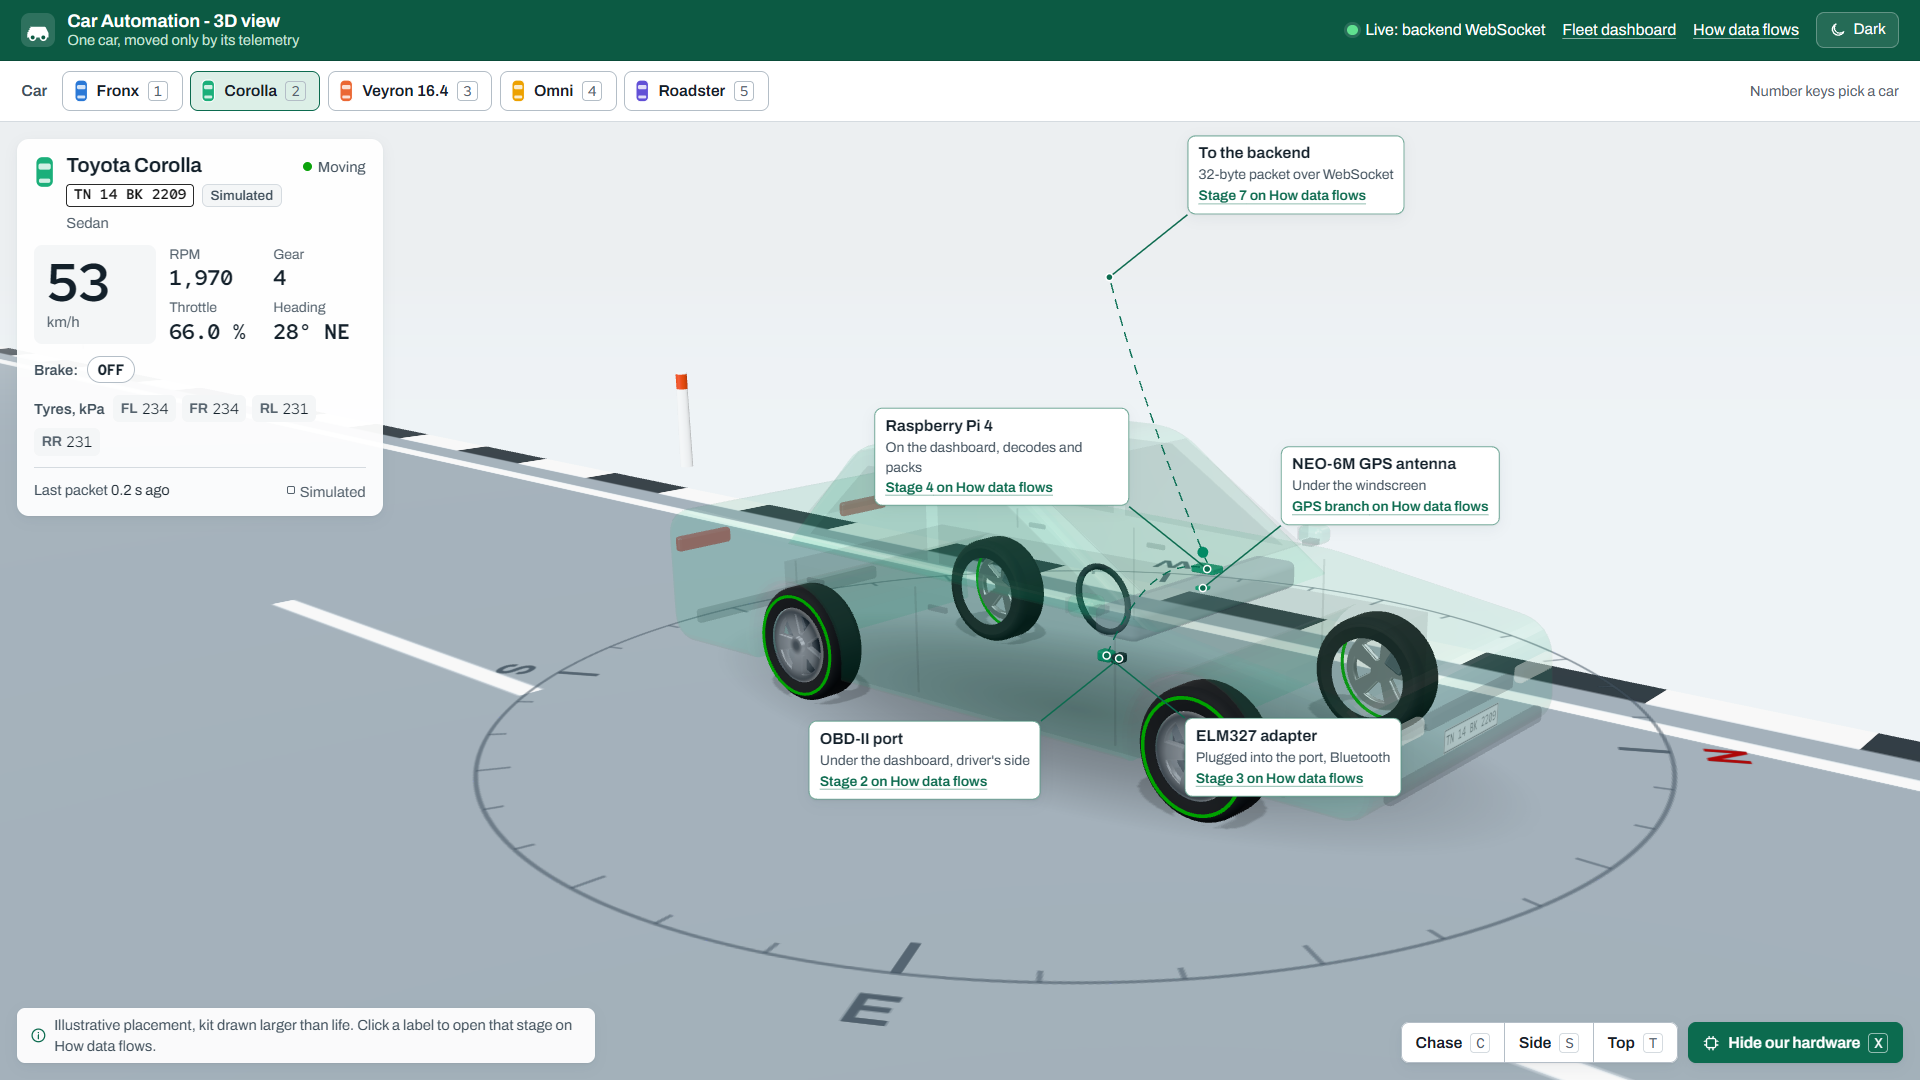 Car Automation - 3D view
One car, moved only by its telemetry
Live: backend WebSocket
Fleet dashboard
How data flows
Dark
Car
Fronx 1
Corolla 2
Veyron 16.4 3
Omni 4
Roadster 5
Number keys pick a car
Toyota Corolla
Moving
TN 14 BK 2209
Simulated
Sedan
53
km/h
RPM
1,970
Gear
4
Throttle
66.0 %
Heading
28° NE
Brake: OFF
Tyres, kPa FL 234 FR 234 RL 231
RR 231
Last packet 0.2 s ago
Simulated
To the backend
32-byte packet over WebSocket
Stage 7 on How data flows
Raspberry Pi 4
On the dashboard, decodes and
packs
Stage 4 on How data flows
NEO-6M GPS antenna
Under the windscreen
GPS branch on How data flows
OBD-II port
Under the dashboard, driver's side
Stage 2 on How data flows
ELM327 adapter
Plugged into the port, Bluetooth
Stage 3 on How data flows
TN 14 BK 2209
W
S
N
E
Illustrative placement, kit drawn larger than life. Click a label to open that stage on
How data flows.
Chase C
Side S
Top T
Hide our hardware X